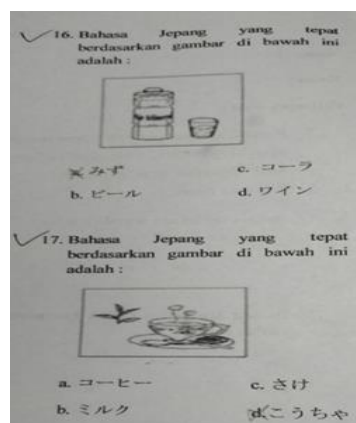 16. Bahasa Jepang yang tepat
berdasarkan gambar di bawah ini
adalah :
a. みず c. コーラ
b. ビール d. ワイン
17. Bahasa Jepang yang tepat
berdasarkan gambar di bawah ini
adalah :
a. コーヒー c. さけ
b. ミルク d. こうちゃ